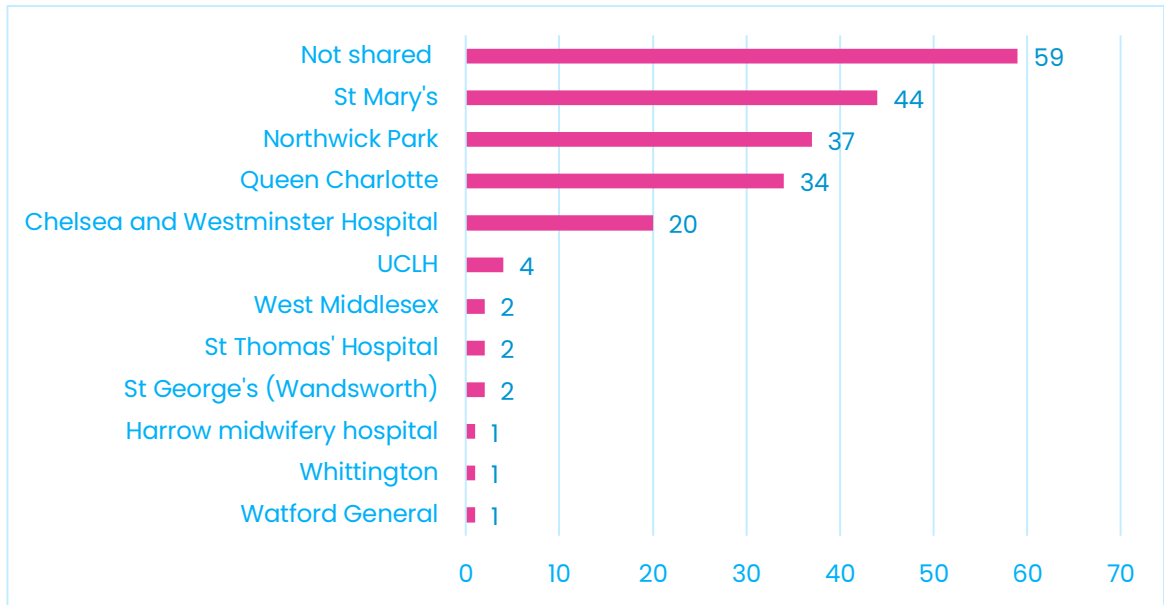 Not shared 59
St Mary's 44
Northwick Park 37
Queen Charlotte 34
Chelsea and Westminster Hospital 20
UCLH 4
West Middlesex 2
St Thomas' Hospital 2
St George's (Wandsworth) 2
Harrow midwifery hospital 1
Whittington 1
Watford General 1
0 10 20 30 40 50 60 70